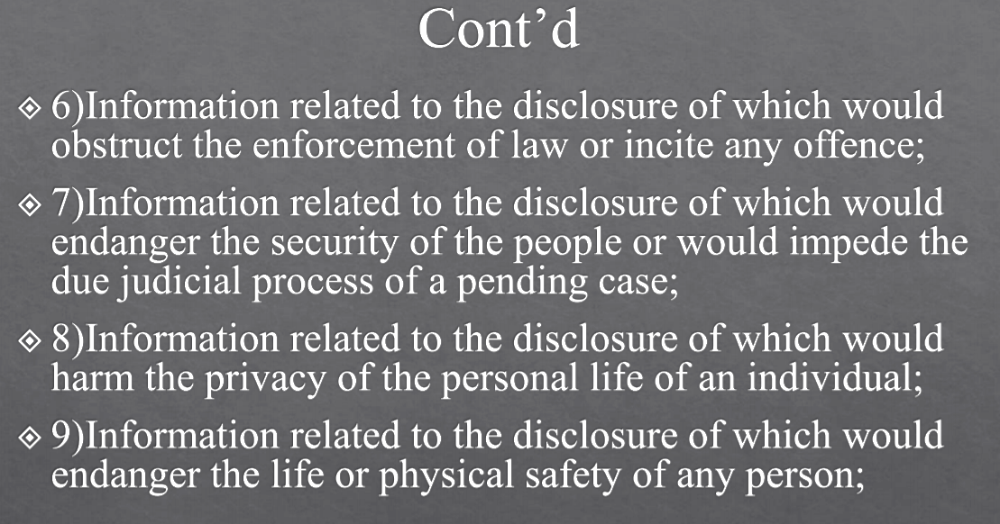 Cont’d
6)Information related to the disclosure of which would
obstruct the enforcement of law or incite any offence;
7)Information related to the disclosure of which would
endanger the security of the people or would impede the
due judicial process of a pending case;
8)Information related to the disclosure of which would
harm the privacy of the personal life of an individual;
9)Information related to the disclosure of which would
endanger the life or physical safety of any person;